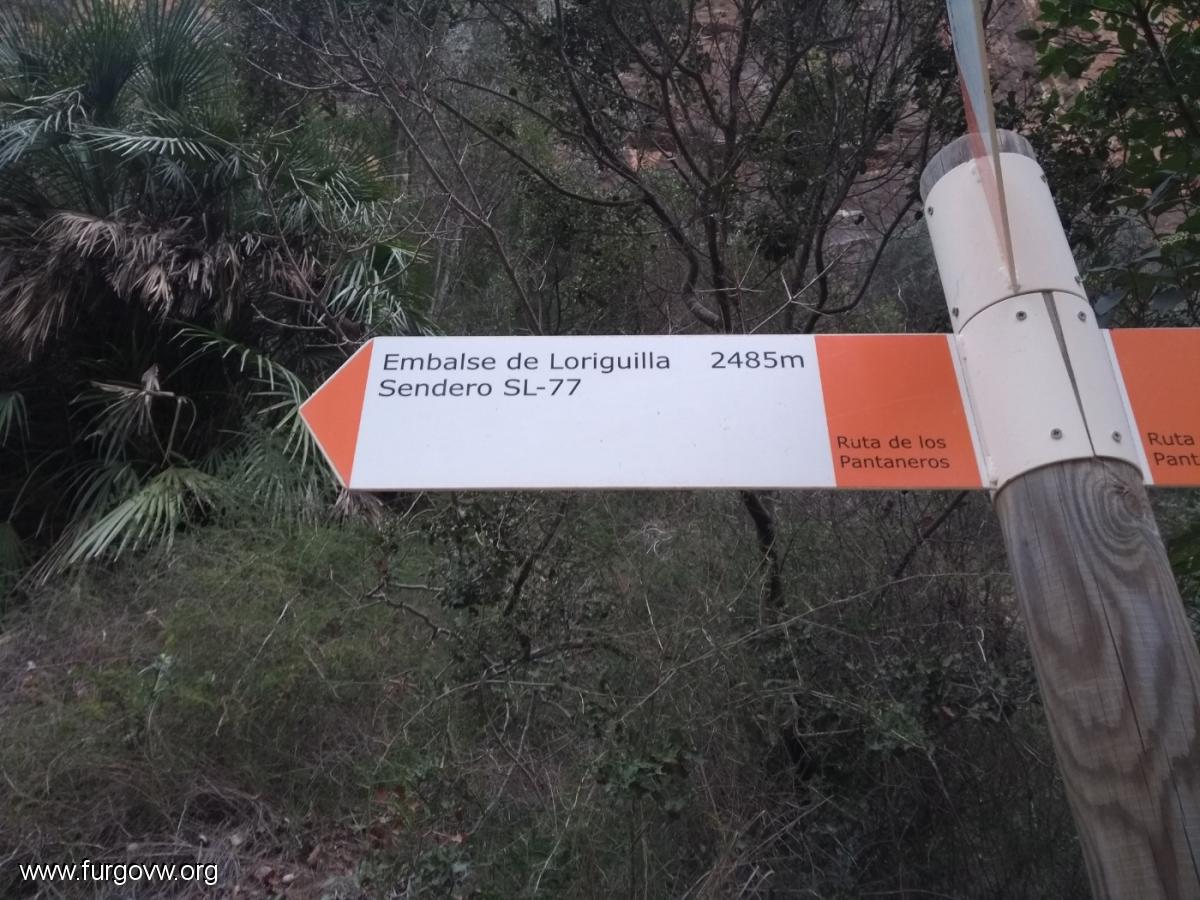 Embalse de Loriguilla 2485m
Sendero SL-77
Ruta de los
Pantaneros
Ruta
Pant
www.furgovw.org